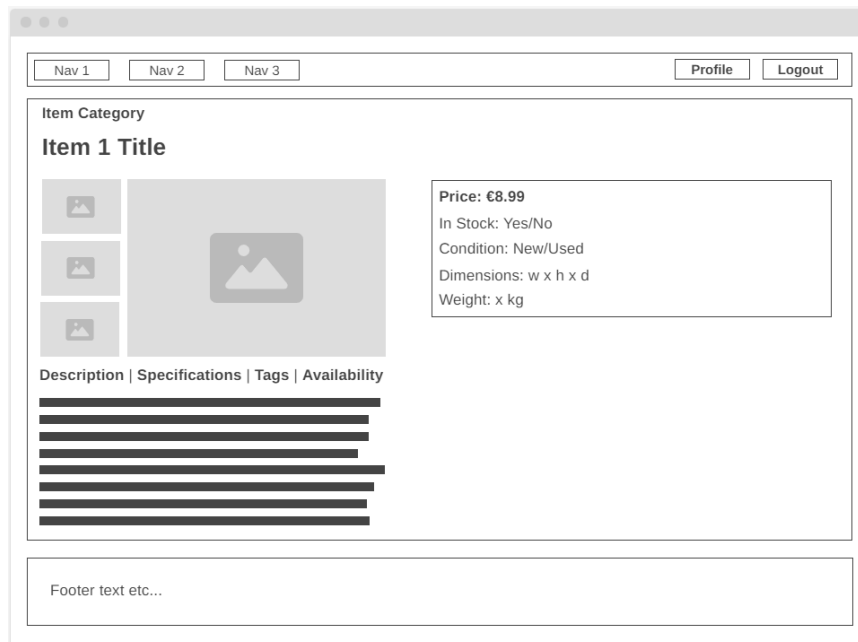 Nav 1 Nav 2 Nav 3 Profile Logout
Item Category
Item 1 Title
Price: €8.99
In Stock: Yes/No
Condition: New/Used
Dimensions: w x h x d
Weight: x kg
Description | Specifications | Tags | Availability
Footer text etc...